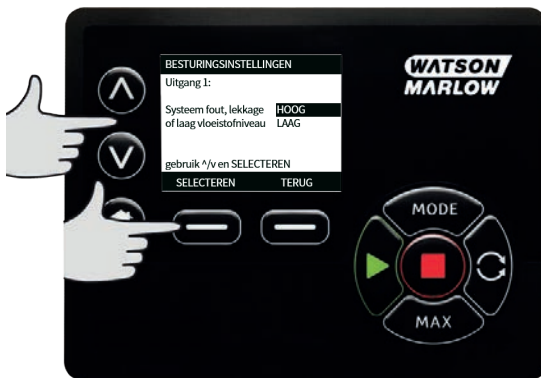 BESTURINGSINSTELLINGEN
Uitgang 1:
Systeem fout, lekkage HOOG
of laag vloeistofniveau LAAG
gebruik ^/v en SELECTEREN
SELECTEREN TERUG
WATSON
MARLOW
MODE
MAX